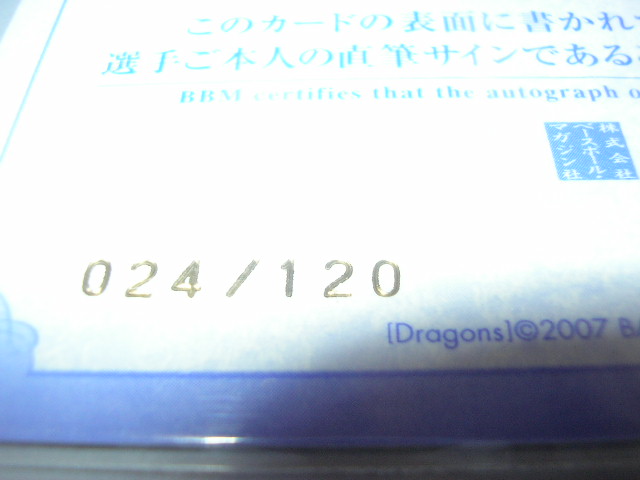 このカードの表面に書かれ
選手ご本人の直筆サインである
BBM certifies that the autograph
株式会社
ベースボール・
マガジン社
024/120
[Dragons]©2007